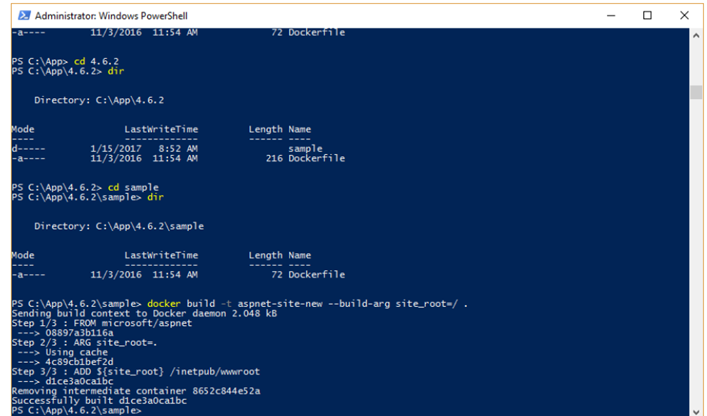 Administrator: Windows PowerShell
-a---- 11/3/2016 11:54 AM 72 Dockerfile
PS C:\App> cd 4.6.2
PS C:\App\4.6.2> dir
Directory: C:\App\4.6.2
Mode LastWriteTime Length Name
---- ------------- ------ ----
d----- 1/15/2017 8:52 AM sample
-a---- 11/3/2016 11:54 AM 216 Dockerfile
PS C:\App\4.6.2> cd sample
PS C:\App\4.6.2\sample> dir
Directory: C:\App\4.6.2\sample
Mode LastWriteTime Length Name
---- ------------- ------ ----
-a---- 11/3/2016 11:54 AM 72 Dockerfile
PS C:\App\4.6.2\sample> docker build -t aspnet-site-new --build-arg site_root=/ .
Sending build context to Docker daemon 2.048 kB
Step 1/3 : FROM microsoft/aspnet
---> 08897a3b116a
Step 2/3 : ARG site_root=.
---> Using cache
---> 4c89cb1bef2d
Step 3/3 : ADD ${site_root} /inetpub/wwwroot
---> d1ce3a0ca1bc
Removing intermediate container 8652c844e52a
Successfully built d1ce3a0ca1bc
PS C:\App\4.6.2\sample>